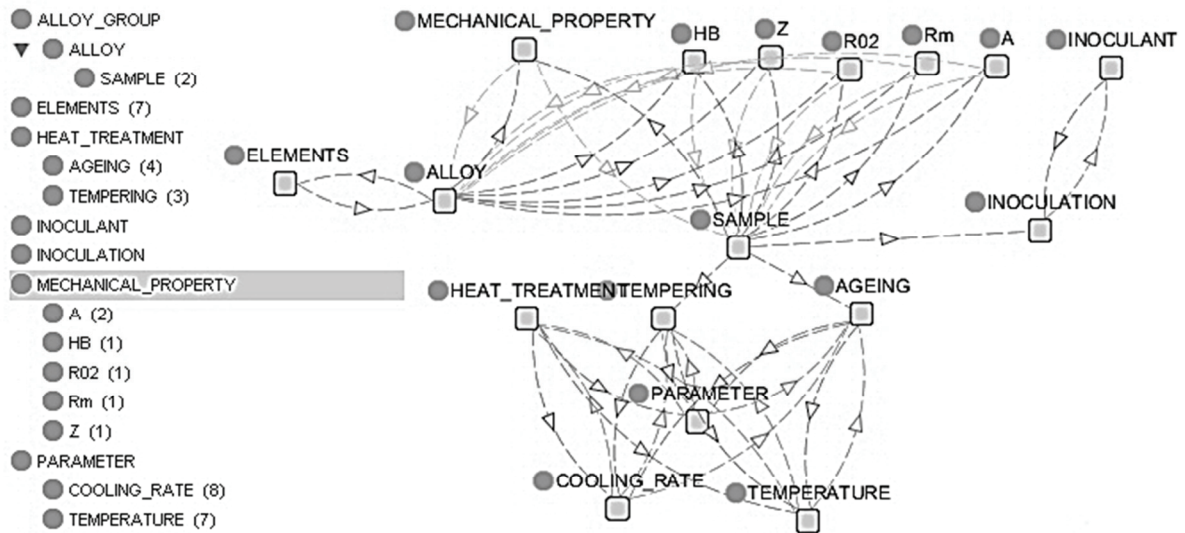 ALLOY_GROUP
ALLOY
SAMPLE (2)
ELEMENTS (7)
HEAT_TREATMENT
AGEING (4)
TEMPERING (3)
INOCULANT
INOCULATION
MECHANICAL_PROPERTY
A (2)
HB (1)
R02 (1)
Rm (1)
Z (1)
PARAMETER
COOLING_RATE (8)
TEMPERATURE (7)
MECHANICAL_PROPERTY
HB
Z
R02
Rm
A
INOCULANT
ELEMENTS
ALLOY
SAMPLE
INOCULATION
HEAT_TREATMENT
TEMPERING
AGEING
PARAMETER
COOLING_RATE
TEMPERATURE